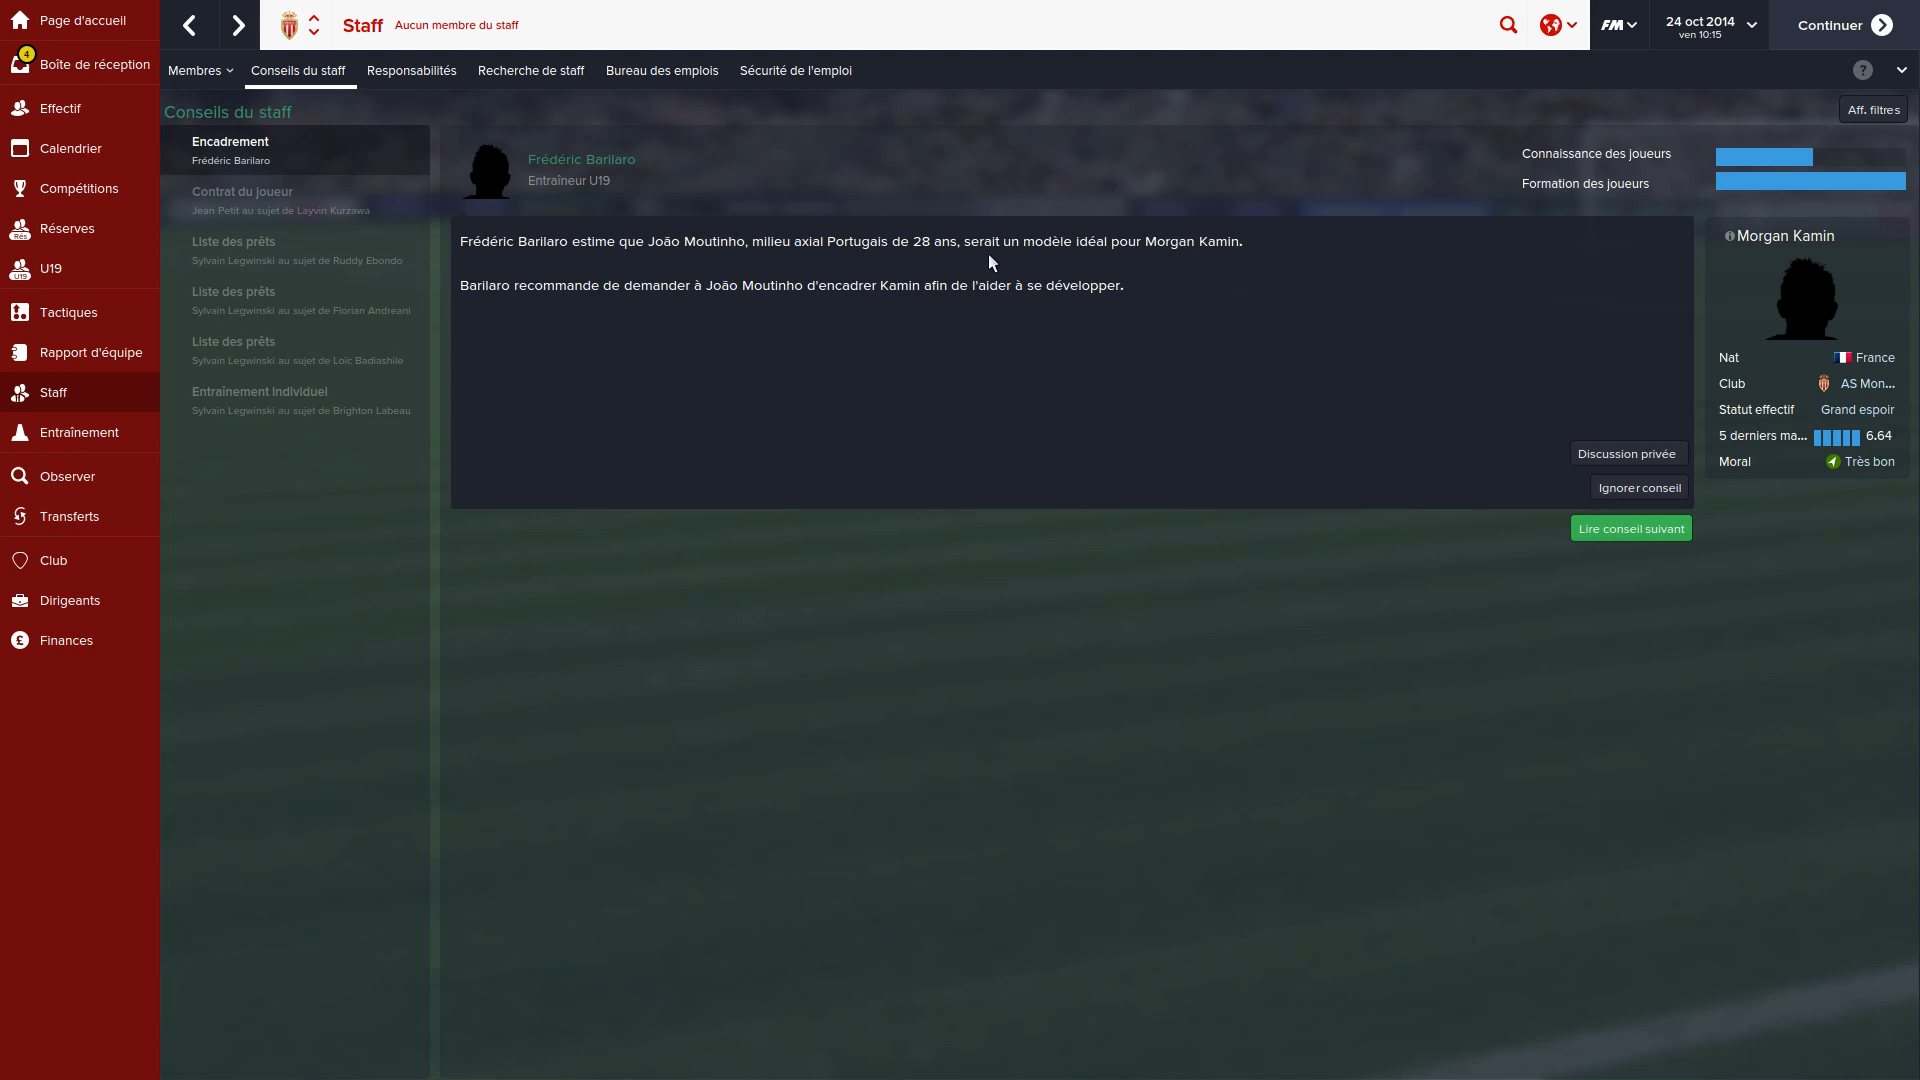 Page d'accueil
4
Boîte de réception
Effectif
Calendrier
Compétitions
Rés
Réserves
U19
U19
Tactiques
Rapport d'équipe
Staff
Entraînement
Observer
Transferts
Club
Dirigeants
£
Finances
Staff
Aucun membre du staff
FM
24 oct 2014
ven 10:15
Continuer
Membres
Conseils du staff
Responsabilités
Recherche de staff
Bureau des emplois
Sécurité de l'emploi
?
Conseils du staff
Aff. filtres
Encadrement
Frédéric Barilaro
Contrat du joueur
Jean Petit au sujet de Layvin Kurzawa
Liste des prêts
Sylvain Legwinski au sujet de Ruddy Ebondo
Liste des prêts
Sylvain Legwinski au sujet de Florian Andreani
Liste des prêts
Sylvain Legwinski au sujet de Loïc Badiashile
Entraînement individuel
Sylvain Legwinski au sujet de Brighton Labeau
Frédéric Barilaro
Entraîneur U19
Connaissance des joueurs
Formation des joueurs
Frédéric Barilaro estime que João Moutinho, milieu axial Portugais de 28 ans, serait un modèle idéal pour Morgan Kamin.
Barilaro recommande de demander à João Moutinho d'encadrer Kamin afin de l'aider à se développer.
Discussion privée
Ignorer conseil
Lire conseil suivant
Morgan Kamin
Nat France
Club AS Mon...
Statut effectif Grand espoir
5 derniers ma... 6.64
Moral Très bon